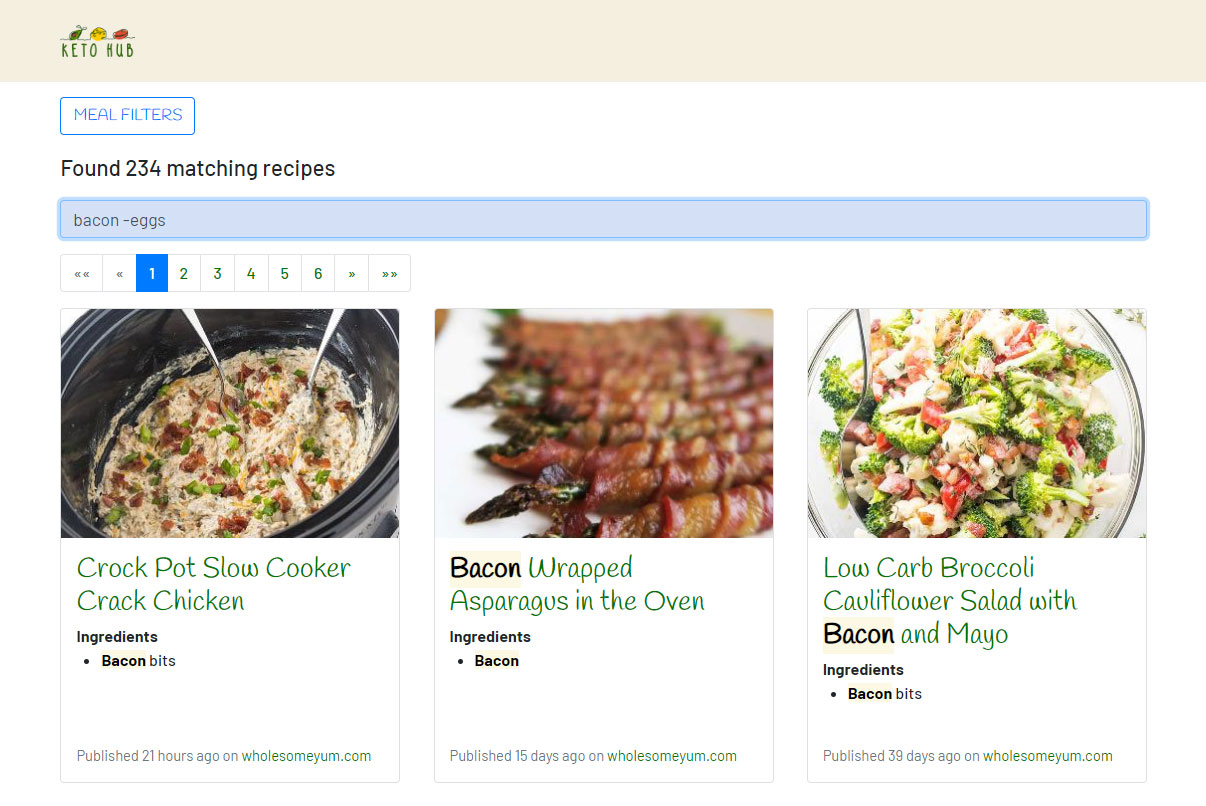 KETO HUB
MEAL FILTERS
Found 234 matching recipes
bacon -eggs
«« « 1 2 3 4 5 6 » »»
Crock Pot Slow Cooker
Crack Chicken
Ingredients
• Bacon bits
Published 21 hours ago on wholesomeyum.com
Bacon Wrapped
Asparagus in the Oven
Ingredients
• Bacon
Published 15 days ago on wholesomeyum.com
Low Carb Broccoli
Cauliflower Salad with
Bacon and Mayo
Ingredients
• Bacon bits
Published 39 days ago on wholesomeyum.com